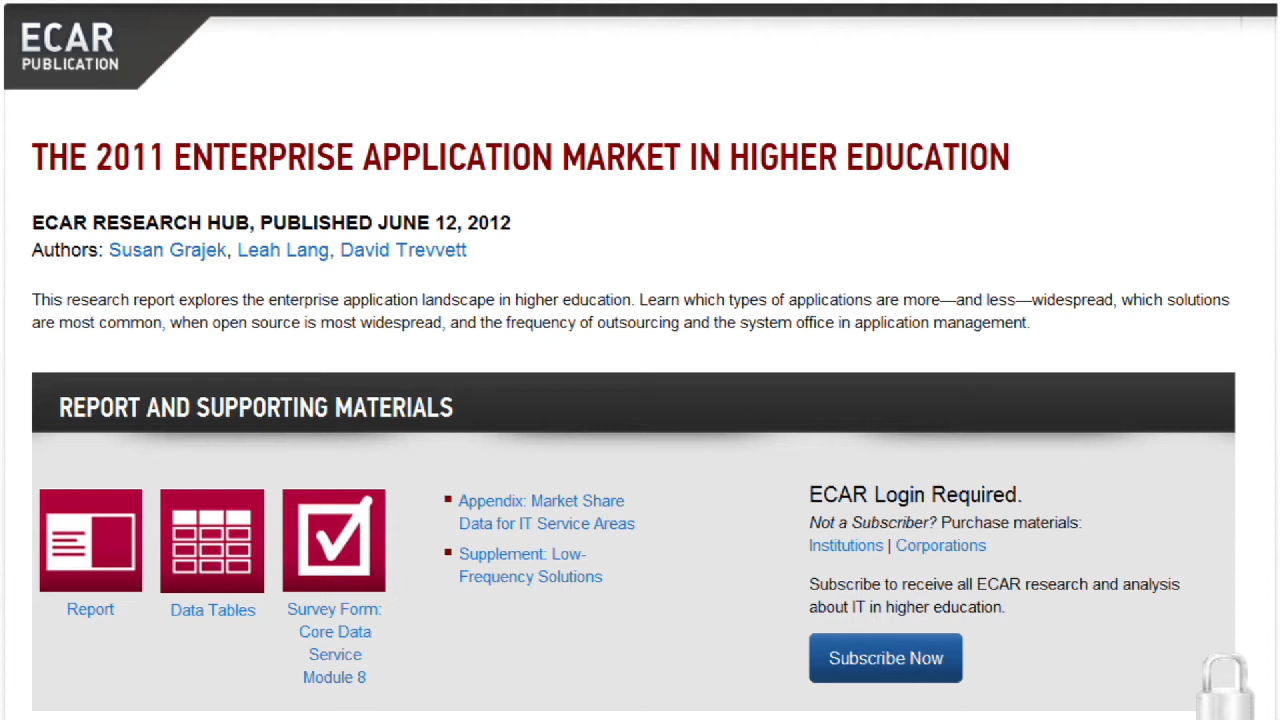 ECAR
PUBLICATION
THE 2011 ENTERPRISE APPLICATION MARKET IN HIGHER EDUCATION
ECAR RESEARCH HUB, PUBLISHED JUNE 12, 2012
Authors: Susan Grajek, Leah Lang, David Trevvett
This research report explores the enterprise application landscape in higher education. Learn which types of applications are more—and less—widespread, which solutions
are most common, when open source is most widespread, and the frequency of outsourcing and the system office in application management.
REPORT AND SUPPORTING MATERIALS
Report
Data Tables
Survey Form:
Core Data
Service
Module 8
Appendix: Market Share
Data for IT Service Areas
Supplement: Low-
Frequency Solutions
ECAR Login Required.
Not a Subscriber? Purchase materials:
Institutions | Corporations
Subscribe to receive all ECAR research and analysis
about IT in higher education.
Subscribe Now